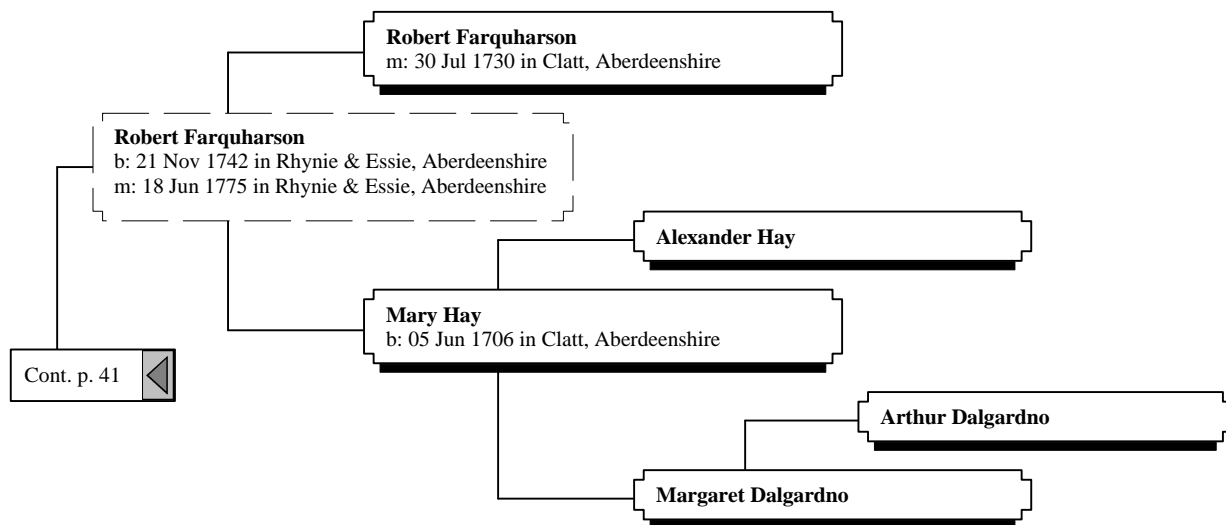 Robert Farquharson
m: 30 Jul 1730 in Clatt, Aberdeenshire
Robert Farquharson
b: 21 Nov 1742 in Rhynie & Essie, Aberdeenshire
m: 18 Jun 1775 in Rhynie & Essie, Aberdeenshire
Alexander Hay
Mary Hay
b: 05 Jun 1706 in Clatt, Aberdeenshire
Cont. p. 41
Arthur Dalgardno
Margaret Dalgardno